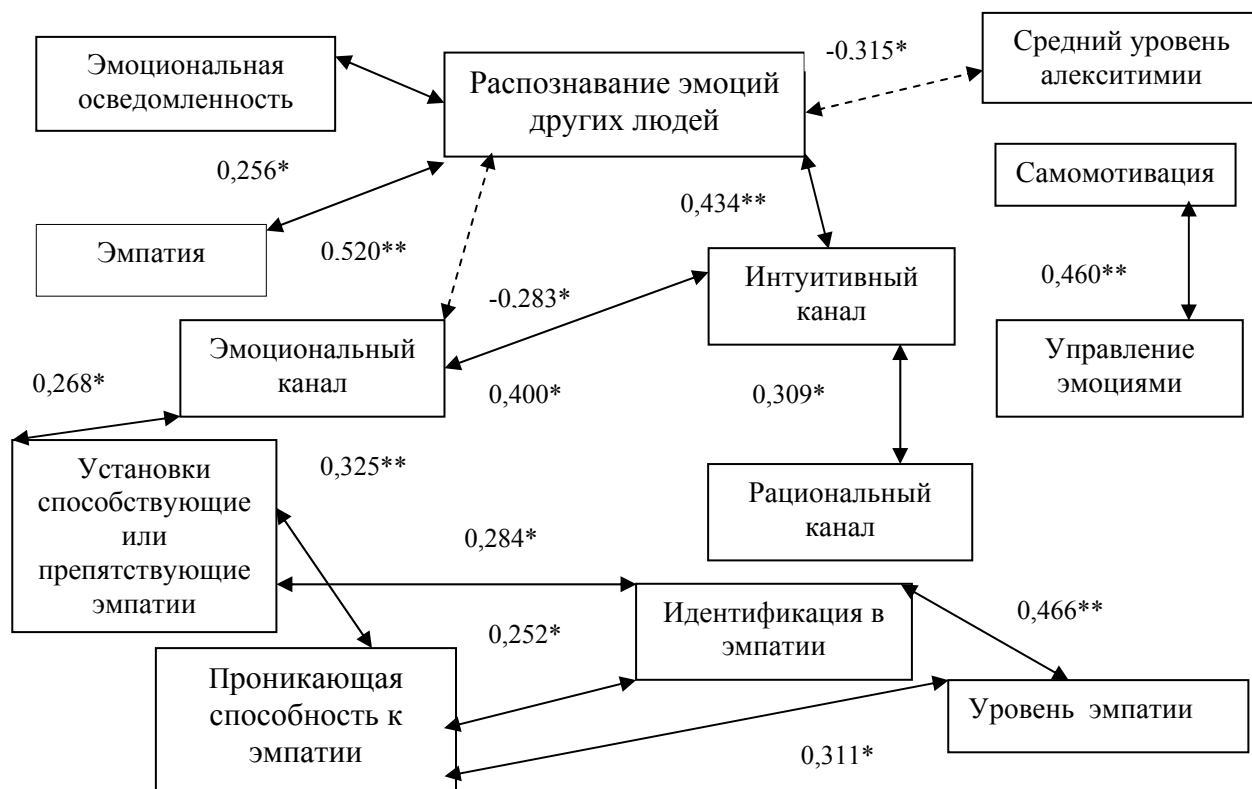 Эмоциональная
осведомленность
Распознавание эмоций
других людей
-0.315*
Средний уровень
алекситимии
0,256*
Эмпатия
0.520**
0,434**
Самомотивация
0,460**
Управление
эмоциями
-0.283*
Интуитивный
канал
Эмоциональный
канал
0,268*
0,400*
0,309*
Установки
способствующие
или
препятствующие
эмпатии
0,325**
Рациональный
канал
0,284*
Идентификация в
эмпатии
0,466**
0,252*
Проникающая
способность к
эмпатии
Уровень эмпатии
0,311*